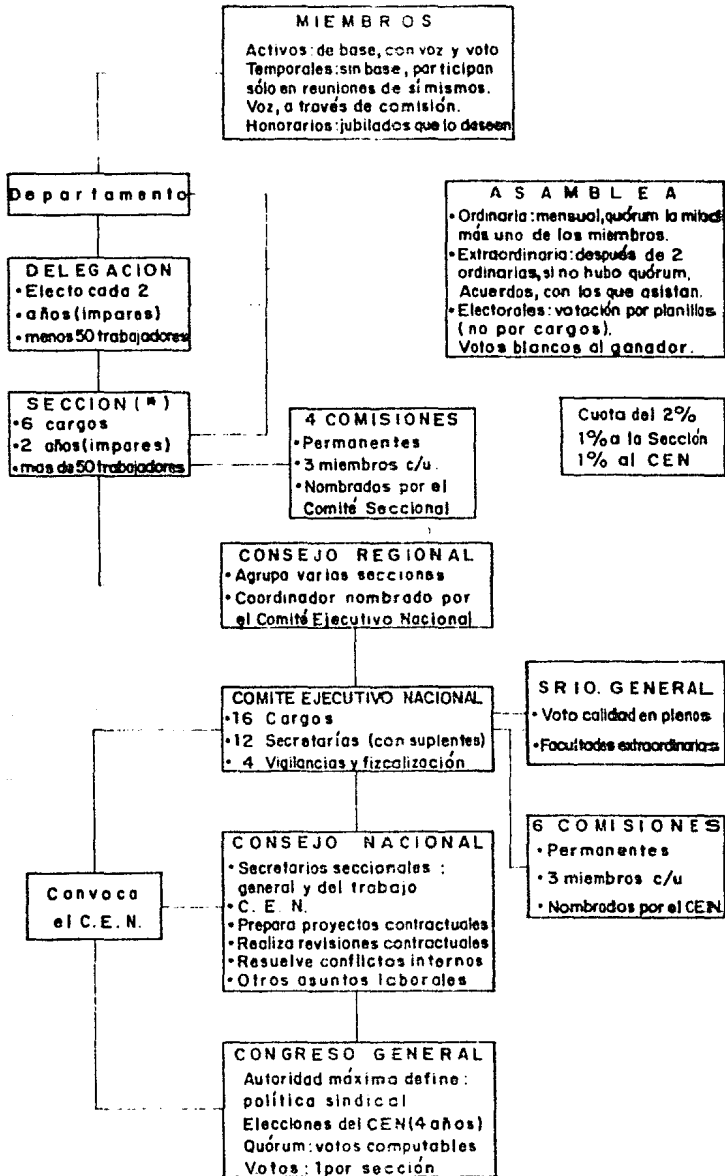 MIEMBROS
Activos: de base, con voz y voto
Temporales: sin base, participan
sólo en reuniones de sí mismos.
Voz, a través de comisión.
Honorarios: jubilados que lo deseen
Departamento
DELEGACION
• Electo cada 2
• años (impares)
• menos 50 trabajadores
SECCION (*)
• 6 cargos
• 2 años (impares)
• mas de 50 trabajadores
4 COMISIONES
• Permanentes
• 3 miembros c/u.
• Nombradas por el
Comité Seccional
ASAMBLEA
• Ordinaria: mensual, quórum la mitad
más uno de los miembros.
• Extraordinaria: después de 2
ordinarias, si no hubo quórum,
Acuerdos, con los que asistan.
• Electorales: votación por planillas
(no por cargos).
Votos blancos al ganador.
Cuota del 2%
1% a la Sección
1% al CEN
CONSEJO REGIONAL
• Agrupa varias secciones
• Coordinador nombrado por
el Comité Ejecutivo Nacional
COMITE EJECUTIVO NACIONAL
• 16 Cargos
• 12 Secretarías (con suplentes)
• 4 Vigilancias y fizcalización
SRIO. GENERAL
• Voto calidad en plenos
• Facultades extraordinarias
6 COMISIONES
• Permanentes
• 3 miembros c/u
• Nombrados por el CEN.
Convoca
el C.E.N.
CONSEJO NACIONAL
• Secretarios seccionales :
general y del trabajo
• C. E. N.
• Prepara proyectos contractuales
• Realiza revisiones contractuales
• Resuelve conflictos internos
• Otros asuntos laborales
CONGRESO GENERAL
Autoridad máxima define :
política sindical
Elecciones del CEN (4 años)
Quórum: votos computables
Votos : 1 por sección